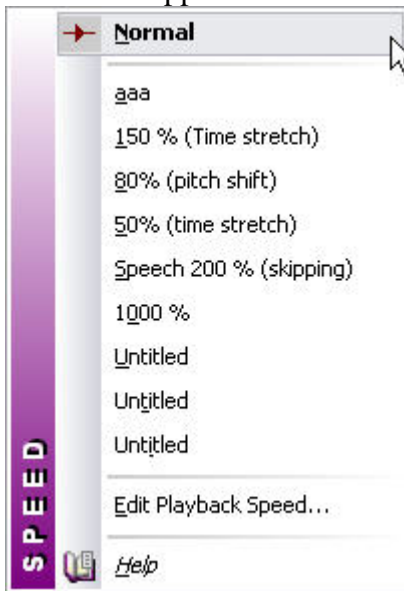 Normal
aaa
150 % (Time stretch)
80% (pitch shift)
50% (time stretch)
Speech 200 % (skipping)
1000 %
Untitled
Untitled
Untitled
Edit Playback Speed...
Help
SPEED